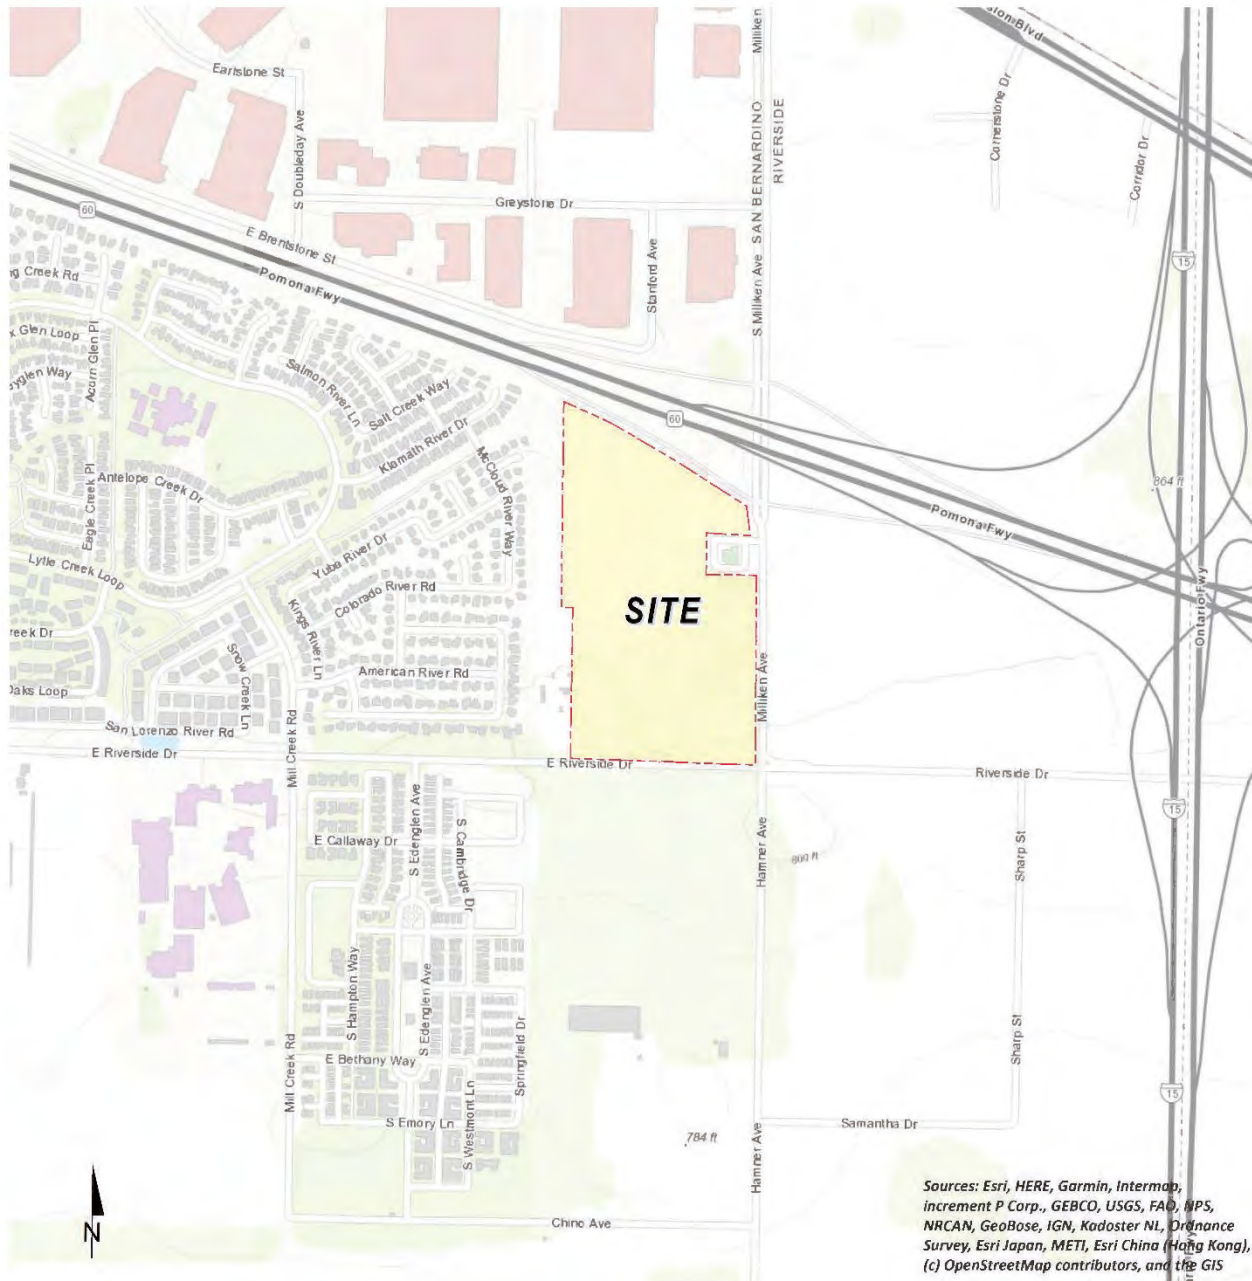 sion Blvd
Milliken
Earlstone St
S Doubleday Ave
SAN BERNARDINO
RIVERSIDE
Cornerstone Dr
Corridor Dr
60
Greystone Dr
E Brentstone St
Stanford Ave
S Milliken Ave
15
Pomona Fwy
ng Creek Rd
x Glen Loop
Acorn Glen Pl
eyglen Way
Salmon River Ln
Salt Creek Way
60
Klamath River Dr
McCloud River Way
Antelope Creek Dr
Eagle Creek Pl
864 ft
Pomona Fwy
Yuba River Dr
Lytle Creek Loop
Colorado River Rd
Kings River Ln
SITE
Ontario Fwy
reek Dr
Snow Creek Ln
American River Rd
Milliken Ave
Oaks Loop
San Lorenzo River Rd
Mill Creek Rd
E Riverside Dr
E Riverside Dr
Riverside Dr
15
S Edenglen Ave
E Callaway Dr
S Cambridge Dr
Hamner Ave
800 ft
Sharp St
S Hampton Way
S Edenglen Ave
Springfield Dr
Sharp St
E Bethany Way
Mill Creek Rd
S Westmont Ln
S Emory Ln
15
Samantha Dr
784 ft
Hamner Ave
N
Chino Ave
Sources: Esri, HERE, Garmin, Intermap,
increment P Corp., GEBCO, USGS, FAO, NPS,
NRCAN, GeoBase, IGN, Kadaster NL, Ordnance
Survey, Esri Japan, METI, Esri China (Hong Kong),
(c) OpenStreetMap contributors, and the GIS